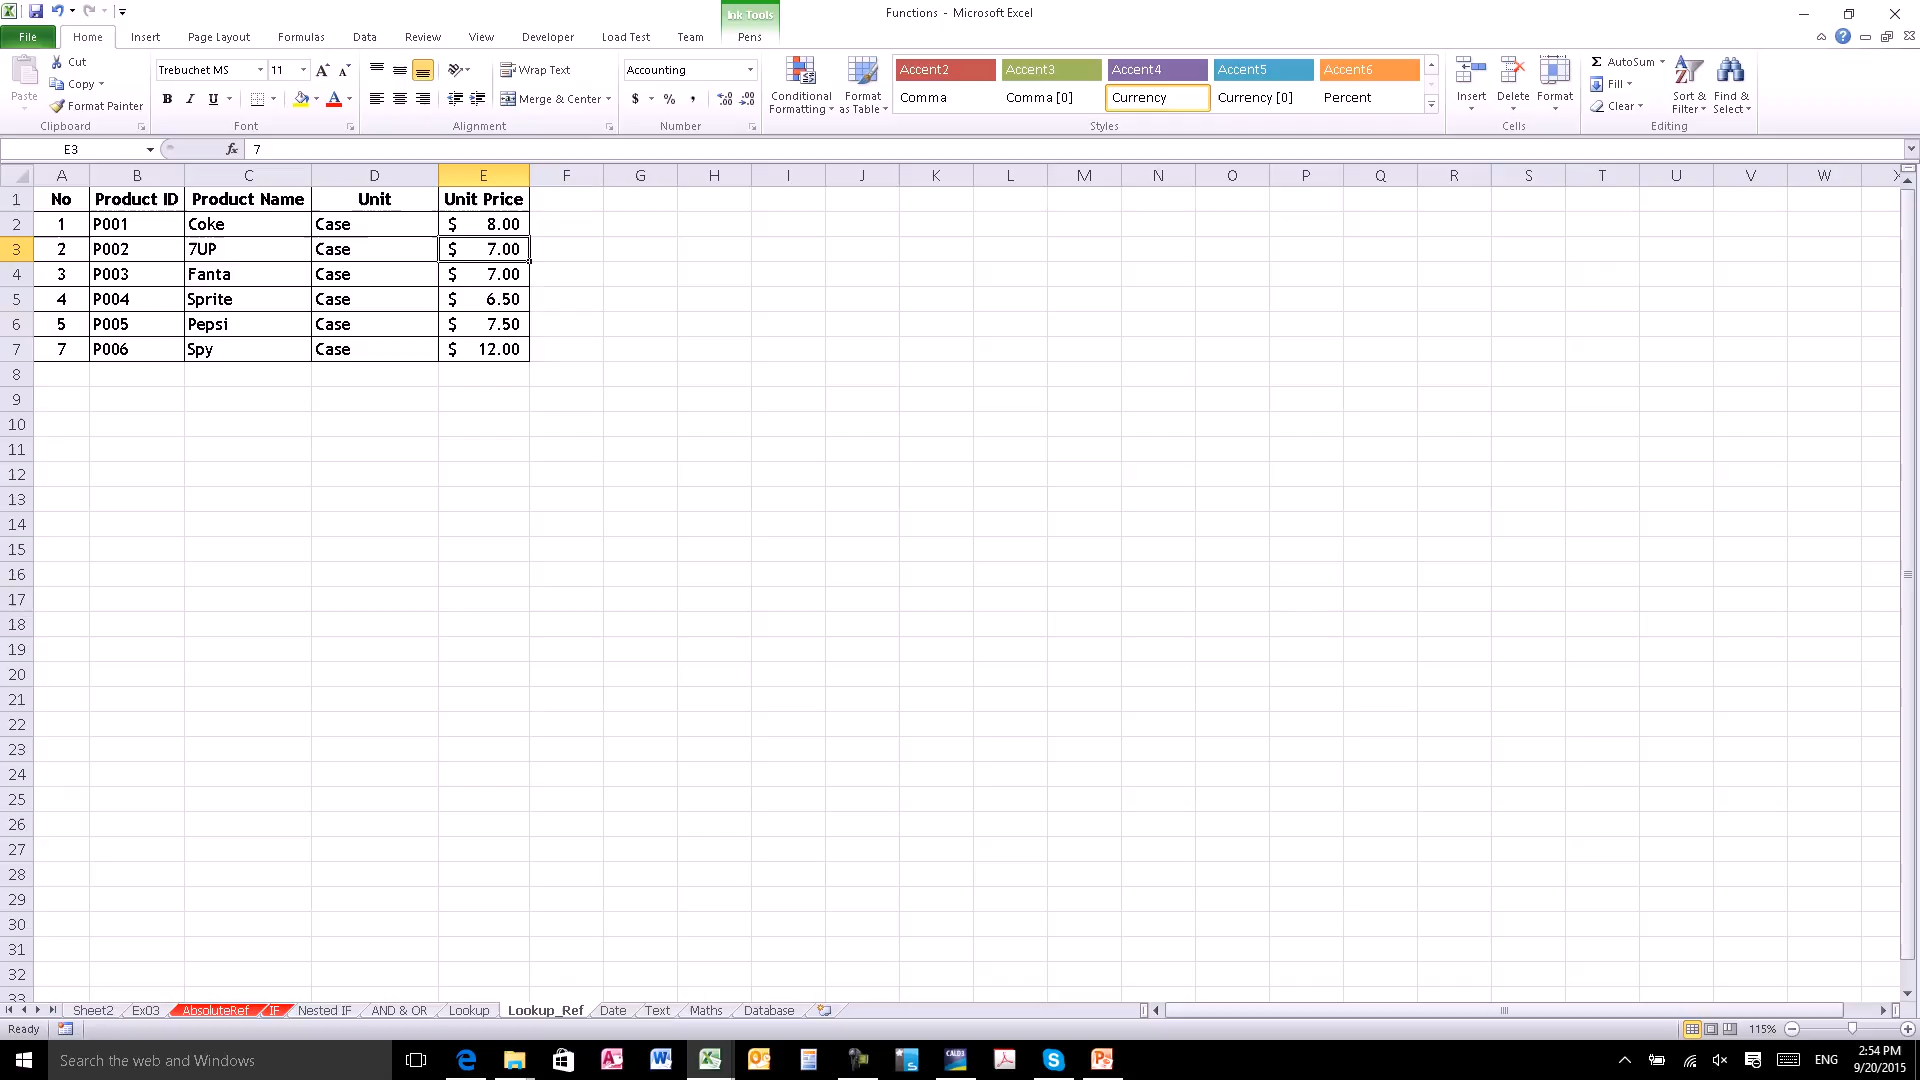 Ink Tools
Functions - Microsoft Excel
File Home Insert Page Layout Formulas Data Review View Developer Load Test Team Pens
Paste Cut Copy Format Painter Clipboard
Trebuchet MS 11 B I U A Font
Wrap Text Merge & Center Alignment
Accounting $ % , Number
Conditional Formatting Format as Table
Accent2 Accent3 Accent4 Accent5 Accent6
Comma Comma [0] Currency Currency [0] Percent
Styles
Insert Delete Format Cells
AutoSum Fill Clear Sort & Filter Find & Select Editing
E3 fx 7
A B C D E F G H I J K L M N O P Q R S T U V W X
1 No Product ID Product Name Unit Unit Price
2 1 P001 Coke Case $ 8.00
3 2 P002 7UP Case $ 7.00
4 3 P003 Fanta Case $ 7.00
5 4 P004 Sprite Case $ 6.50
6 5 P005 Pepsi Case $ 7.50
7 7 P006 Spy Case $ 12.00
8
9
10
11
12
13
14
15
16
17
18
19
20
21
22
23
24
25
26
27
28
29
30
31
32
33
Sheet2 Ex03 AbsoluteRef IF Nested IF AND & OR Lookup Lookup_Ref Date Text Maths Database
Ready 115%
Search the web and Windows ENG 2:54 PM
9/20/2015